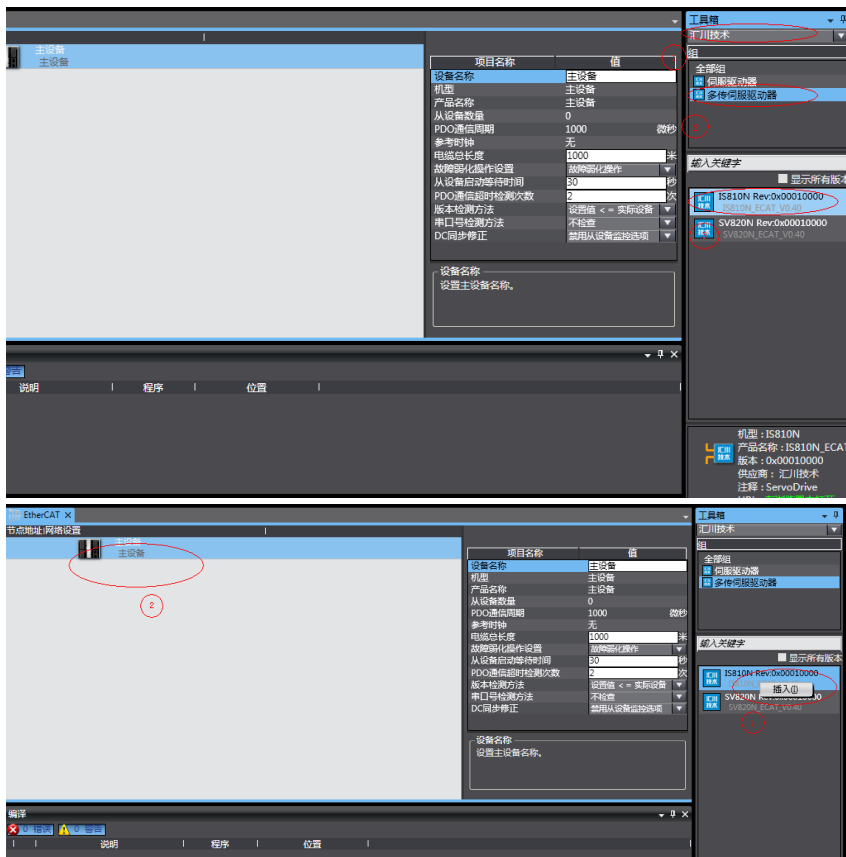 工具箱
主设备
主设备
汇川技术
组
全部组
伺服驱动器
多传伺服驱动器
项目名称 值
设备名称 主设备
机型 主设备
产品名称 主设备
从设备数量 0
PDO通信周期 1000 微秒
参考时钟 无
电缆总长度 1000 米
故障弱化操作设置 故障弱化操作
从设备启动等待时间 30 秒
PDO通信超时检测次数 2 次
版本检测方法 设置值 <= 实际设备
串口号检测方法 不检查
DC同步修正 禁用从设备监控选项
输入关键字
显示所有版本
IS810N Rev:0x00010000
IS810N_ECAT_V0.40
SV820N Rev:0x00010000
SV820N_ECAT_V0.40
设备名称
设置主设备名称。
说明 程序 位置
机型 : IS810N
产品名称 : IS810N_ECAT
版本 : 0x00010000
供应商 : 汇川技术
注释 : ServoDrive
EtherCAT
工具箱
节点地址|网络设置
汇川技术
主设备
主设备
组
全部组
伺服驱动器
多传伺服驱动器
项目名称 值
设备名称 主设备
机型 主设备
产品名称 主设备
从设备数量 0
PDO通信周期 1000 微秒
参考时钟 无
电缆总长度 1000 米
故障弱化操作设置 故障弱化操作
从设备启动等待时间 30 秒
PDO通信超时检测次数 2 次
版本检测方法 设置值 <= 实际设备
串口号检测方法 不检查
DC同步修正 禁用从设备监控选项
2
输入关键字
显示所有版本
IS810N Rev:0x00010000
插入(I)
SV820N Rev:0x00010000
SV820N_ECAT_V0.40
1
设备名称
设置主设备名称。
编译
0 错误 0 警告
说明 程序 位置